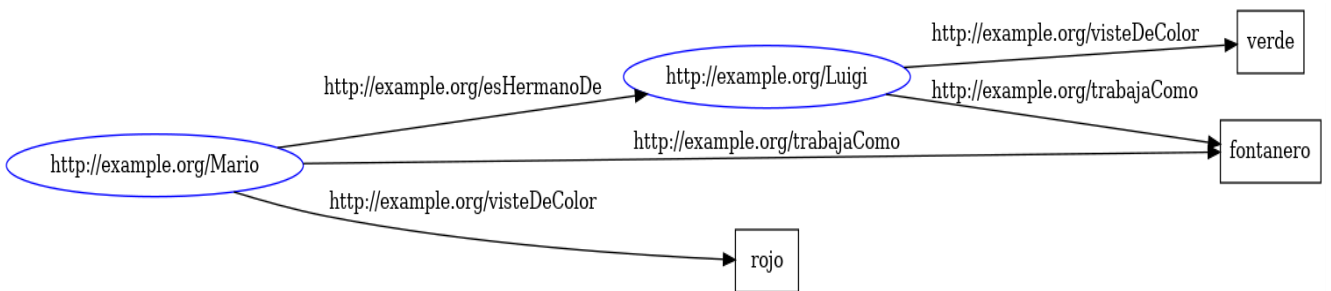 http://example.org/visteDeColor
verde
http://example.org/esHermanoDe
http://example.org/Luigi
http://example.org/trabajaComo
http://example.org/trabajaComo
fontanero
http://example.org/Mario
http://example.org/visteDeColor
rojo